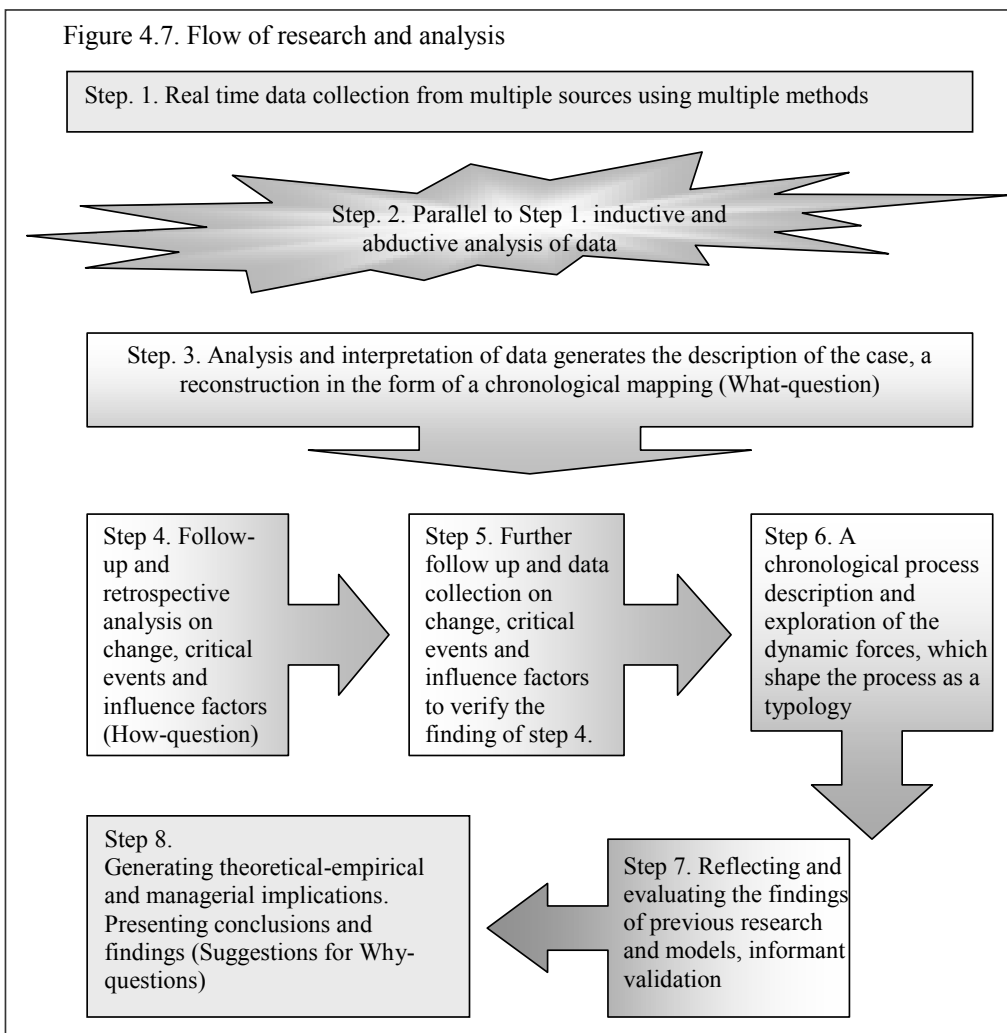 Figure 4.7. Flow of research and analysis
Step. 1. Real time data collection from multiple sources using multiple methods
Step. 2. Parallel to Step 1. inductive and
abductive analysis of data
Step. 3. Analysis and interpretation of data generates the description of the case, a
reconstruction in the form of a chronological mapping (What-question)
Step 4. Follow-
up and
retrospective
analysis on
change, critical
events and
influence factors
(How-question)
Step 5. Further
follow up and data
collection on
change, critical
events and
influence factors
to verify the
finding of step 4.
Step 6. A
chronological process
description and
exploration of the
dynamic forces, which
shape the process as a
typology
Step 8.
Generating theoretical-empirical
and managerial implications.
Presenting conclusions and
findings (Suggestions for Why-
questions)
Step 7. Reflecting and
evaluating the findings
of previous research
and models, informant
validation